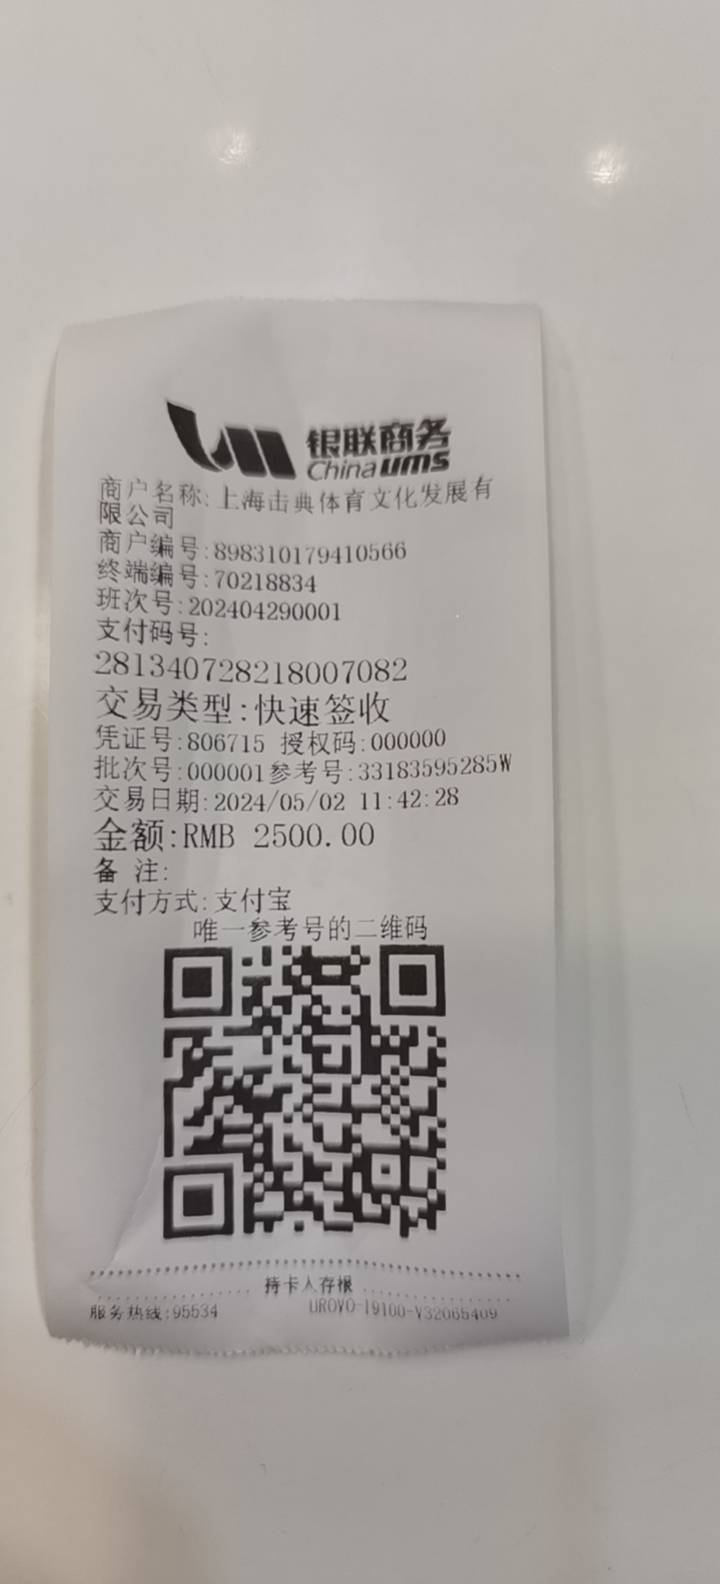 银联商务
China ums
商户名称:上海击典体育文化发展有
限公司
商户编号:898310179410566
终端编号:70218834
班次号:202404290001
支付码号:
281340728218007082
交易类型:快速签收
凭证号:806715 授权码:000000
批次号:000001参考号:33183595285W
交易日期:2024/05/02 11:42:28
金额:RMB 2500.00
备 注:
支付方式:支付宝
唯一参考号的二维码
持卡人存根
服务热线:95534 UROVO-I9100-V32065409